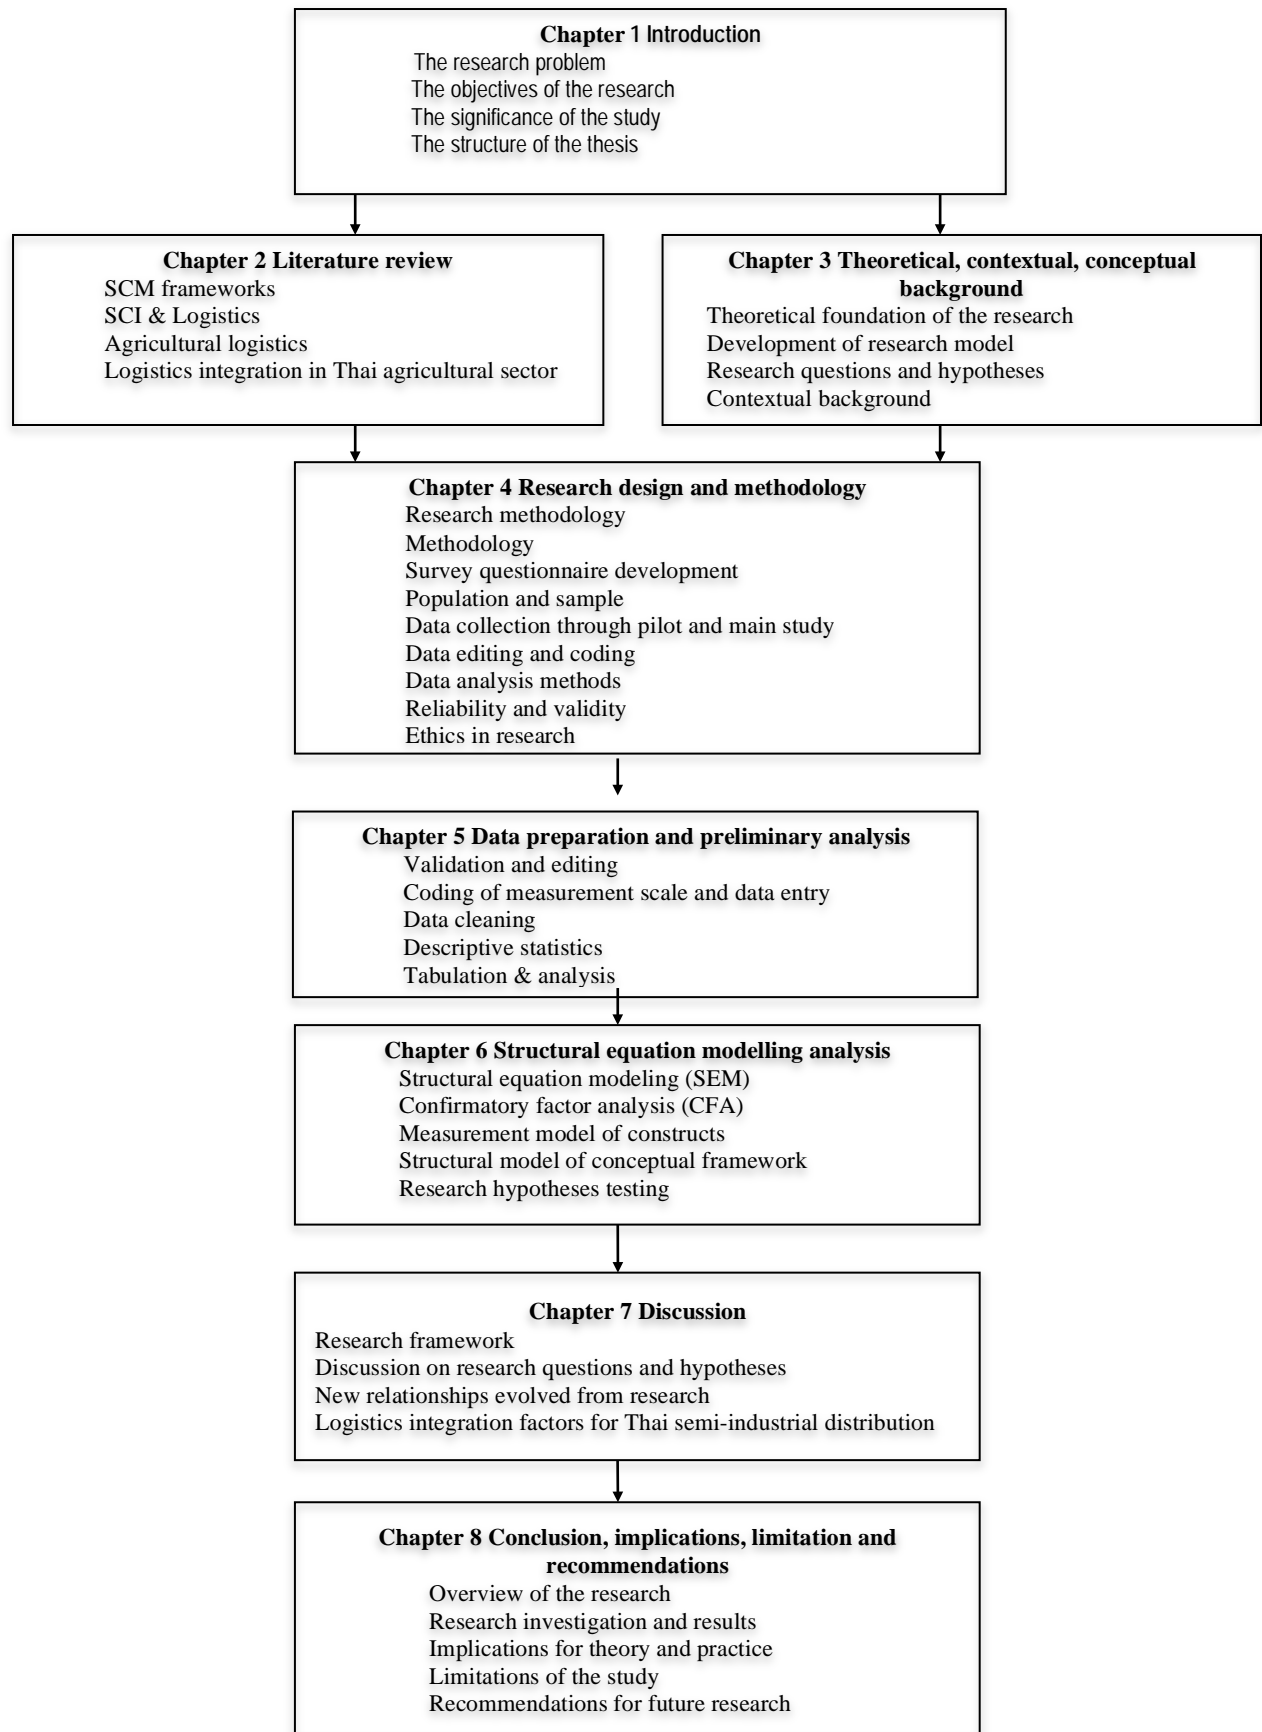 Chapter 1 Introduction
The research problem
The objectives of the research
The significance of the study
The structure of the thesis
Chapter 2 Literature review
SCM frameworks
SCI & Logistics
Agricultural logistics
Logistics integration in Thai agricultural sector
Chapter 3 Theoretical, contextual, conceptual
background
Theoretical foundation of the research
Development of research model
Research questions and hypotheses
Contextual background
Chapter 4 Research design and methodology
Research methodology
Methodology
Survey questionnaire development
Population and sample
Data collection through pilot and main study
Data editing and coding
Data analysis methods
Reliability and validity
Ethics in research
Chapter 5 Data preparation and preliminary analysis
Validation and editing
Coding of measurement scale and data entry
Data cleaning
Descriptive statistics
Tabulation & analysis
Chapter 6 Structural equation modelling analysis
Structural equation modeling (SEM)
Confirmatory factor analysis (CFA)
Measurement model of constructs
Structural model of conceptual framework
Research hypotheses testing
Chapter 7 Discussion
Research framework
Discussion on research questions and hypotheses
New relationships evolved from research
Logistics integration factors for Thai semi-industrial distribution
Chapter 8 Conclusion, implications, limitation and
recommendations
Overview of the research
Research investigation and results
Implications for theory and practice
Limitations of the study
Recommendations for future research